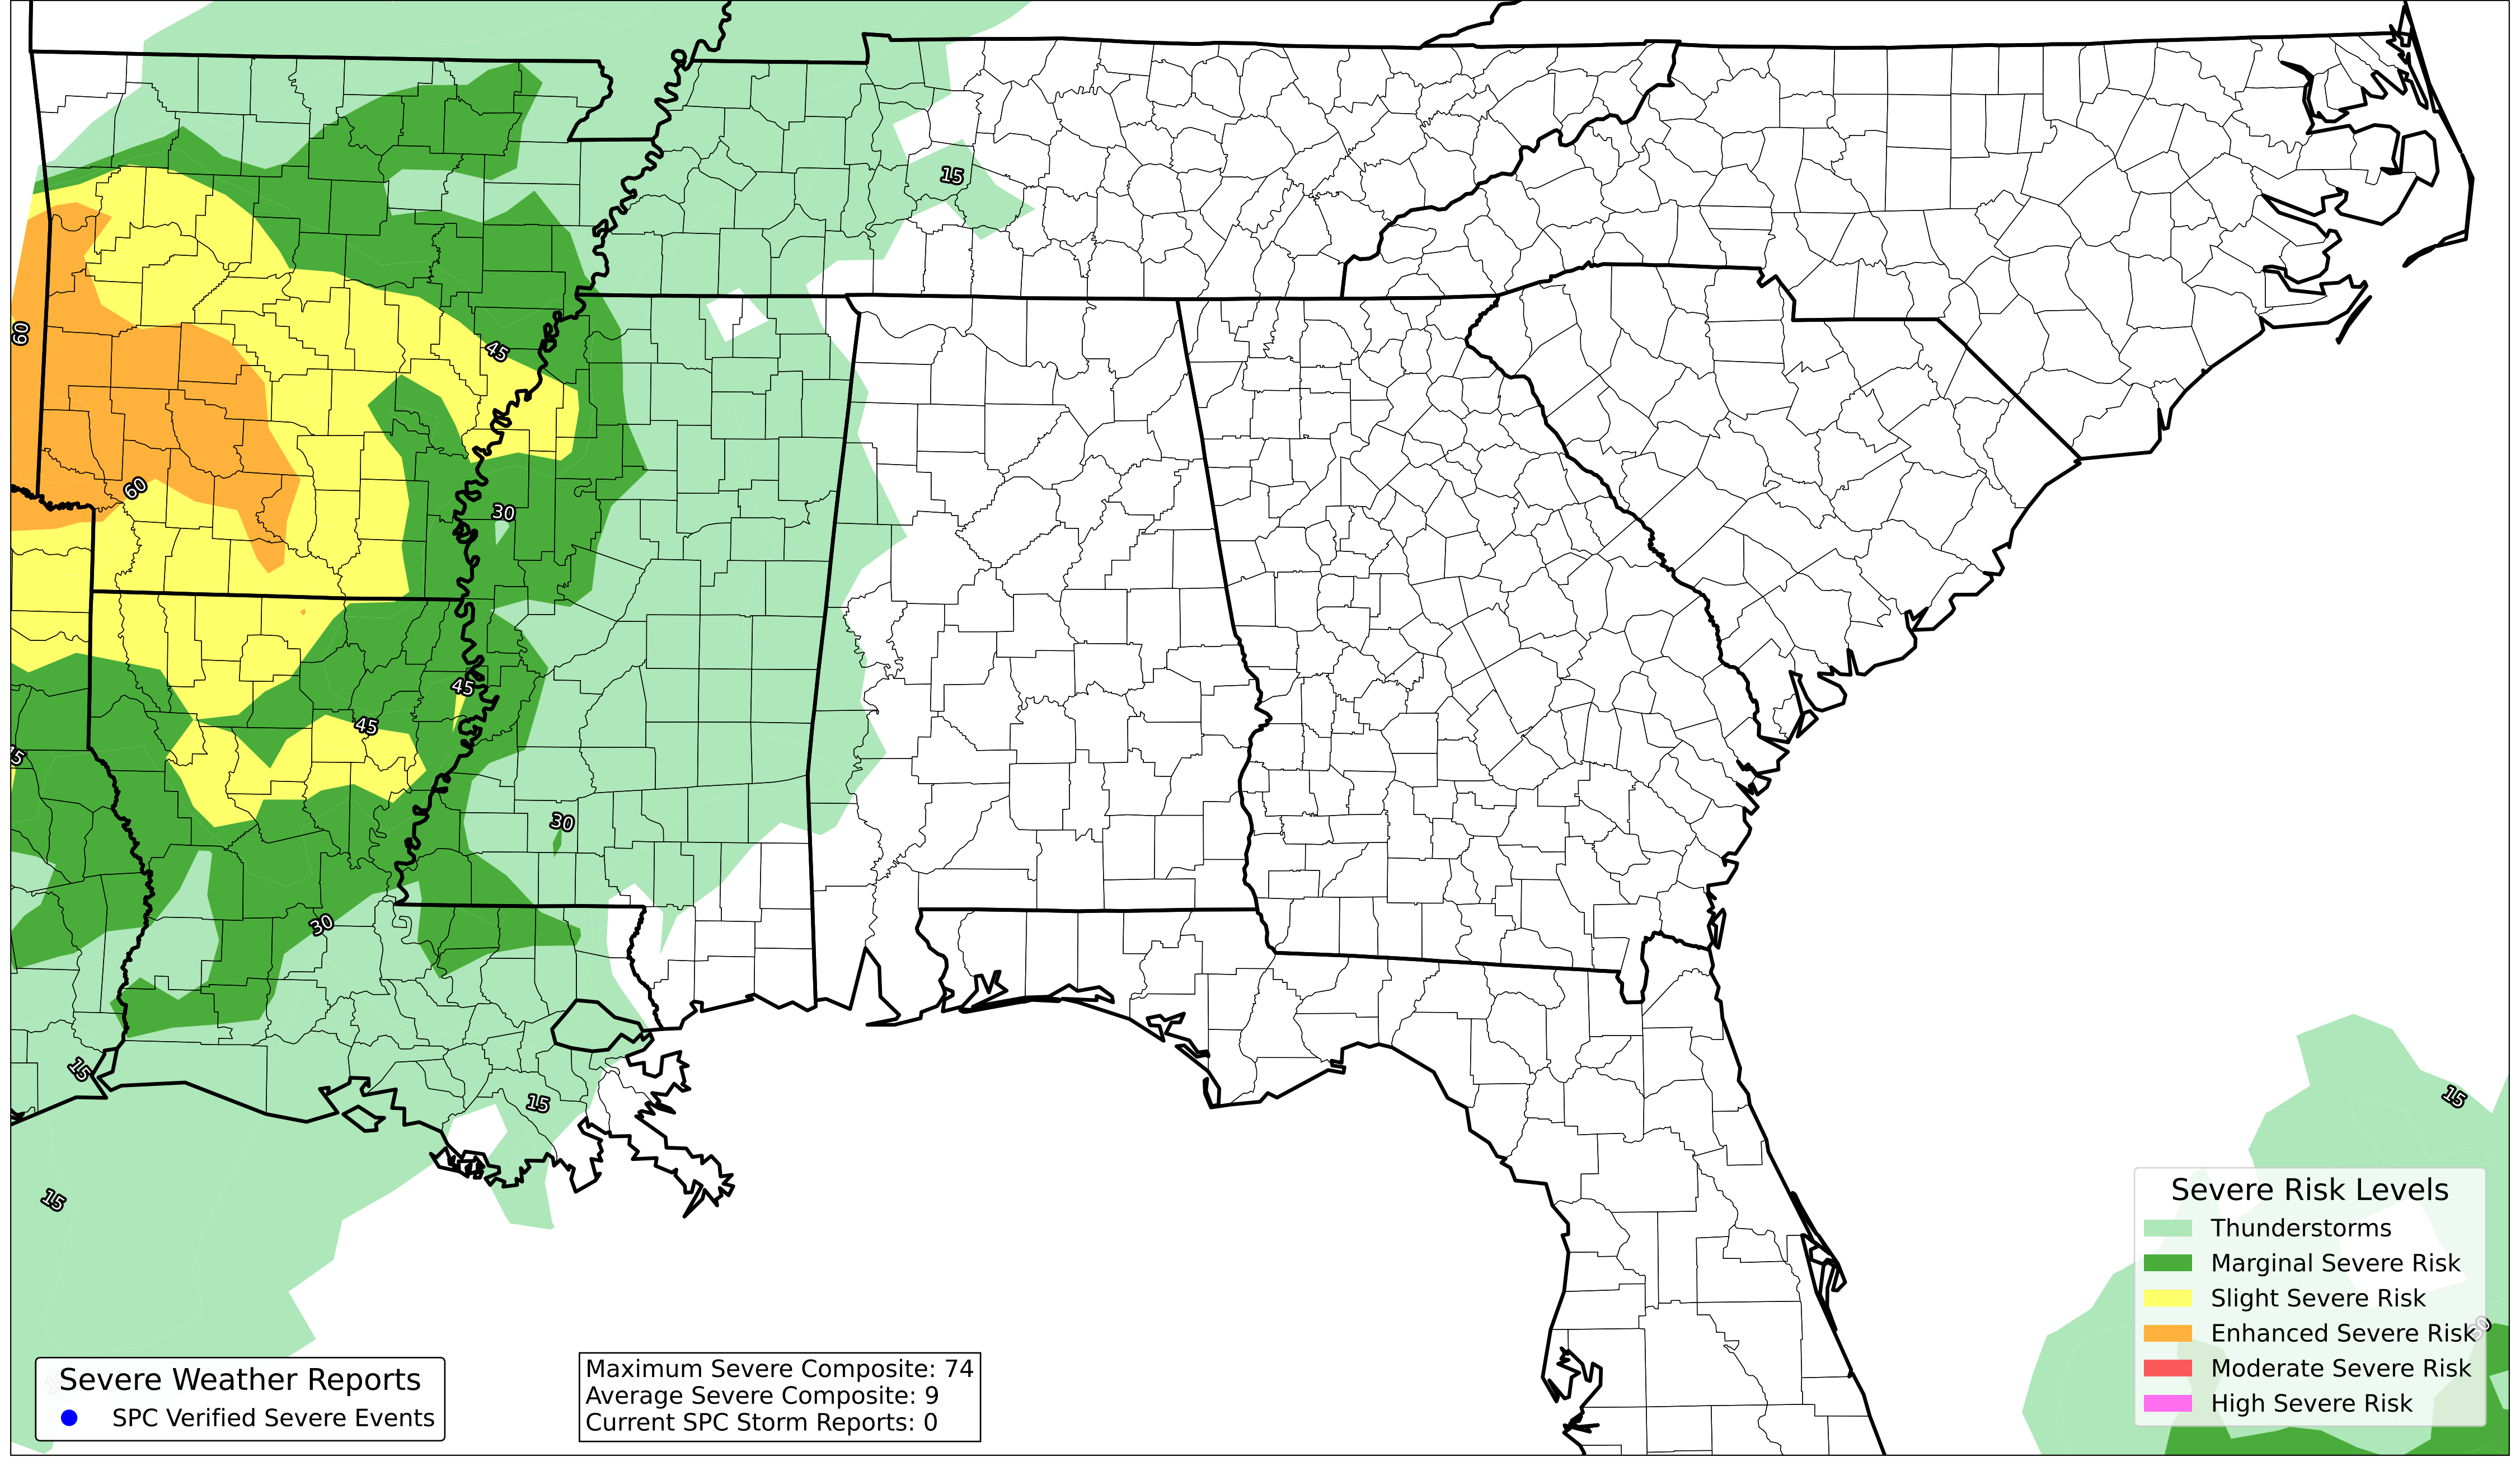 15
60
45
60
30
45
45
15
30
30
15
15
15
15
Severe Risk Levels
Thunderstorms
Marginal Severe Risk
Slight Severe Risk
Enhanced Severe Risk
Moderate Severe Risk
High Severe Risk
Severe Weather Reports
SPC Verified Severe Events
Maximum Severe Composite: 74
Average Severe Composite: 9
Current SPC Storm Reports: 0